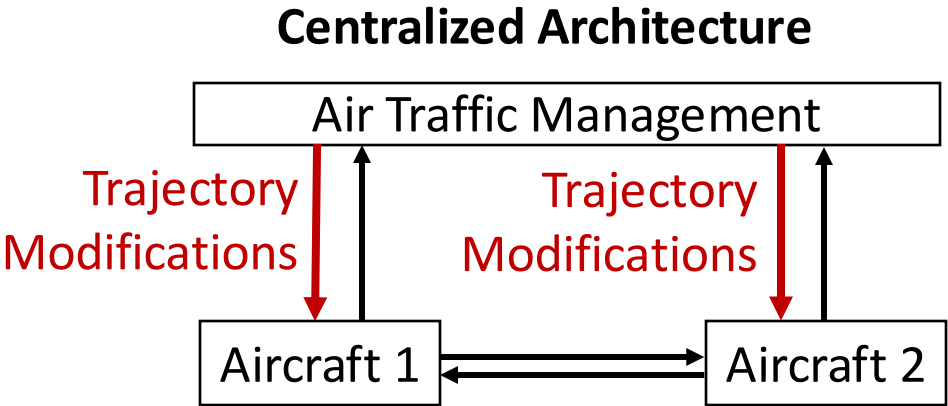 Centralized Architecture
Air Traffic Management
Trajectory
Modifications
Trajectory
Modifications
Aircraft 1
Aircraft 2